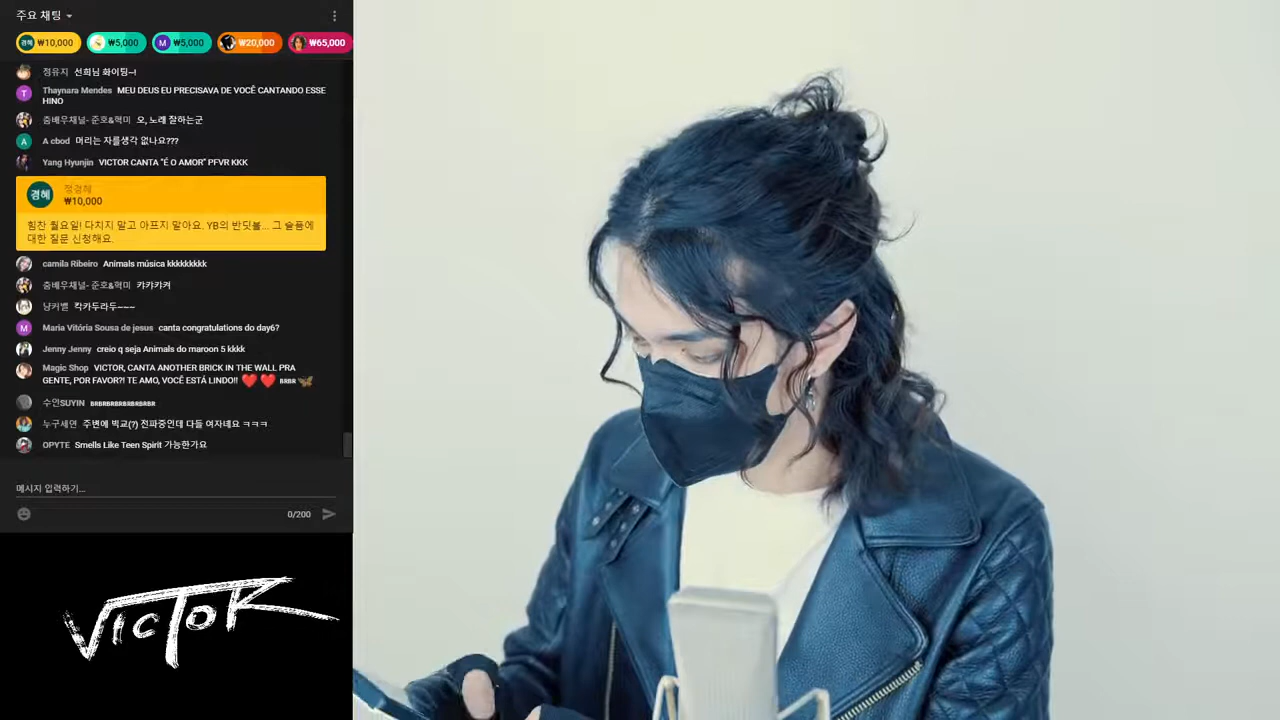 주요 채팅
경혜 ₩10,000
₩5,000
M ₩5,000
₩20,000
₩65,000
정유지 선희님 화이팅~!
T Thaynara Mendes MEU DEUS EU PRECISAVA DE VOCÊ CANTANDO ESSE
HINO
춤배우채널- 준호&혁미 오, 노래 잘하는군
A A cbod 머리는 자를생각 없나요???
Yang Hyunjin VICTOR CANTA "É O AMOR" PFVR KKK
경혜 정경혜
₩10,000
힘찬 월요일! 다치지 말고 아프지 말아요. YB의 반딧불... 그 슬픔에
대한 질문 신청해요.
camila Ribeiro Animals música kkkkkkkkk
춤배우채널- 준호&혁미 캬캬캬켜
냥커벨 칵카두라두~~~
M Maria Vitória Sousa de jesus canta congratulations do day6?
Jenny Jenny creio q seja Animals do maroon 5 kkkk
Magic Shop VICTOR, CANTA ANOTHER BRICK IN THE WALL PRA
GENTE, POR FAVOR?! TE AMO, VOCÊ ESTÁ LINDO!! BRBR
수인SUYIN BRBRBRBRBRBRBRBR
누구세연 주변에 빅교(?) 전파중인데 다들 여자네요 ㅋㅋㅋ
OPYTE Smells Like Teen Spirit 가능한가요
메시지 입력하기...
0/200
VICTOR